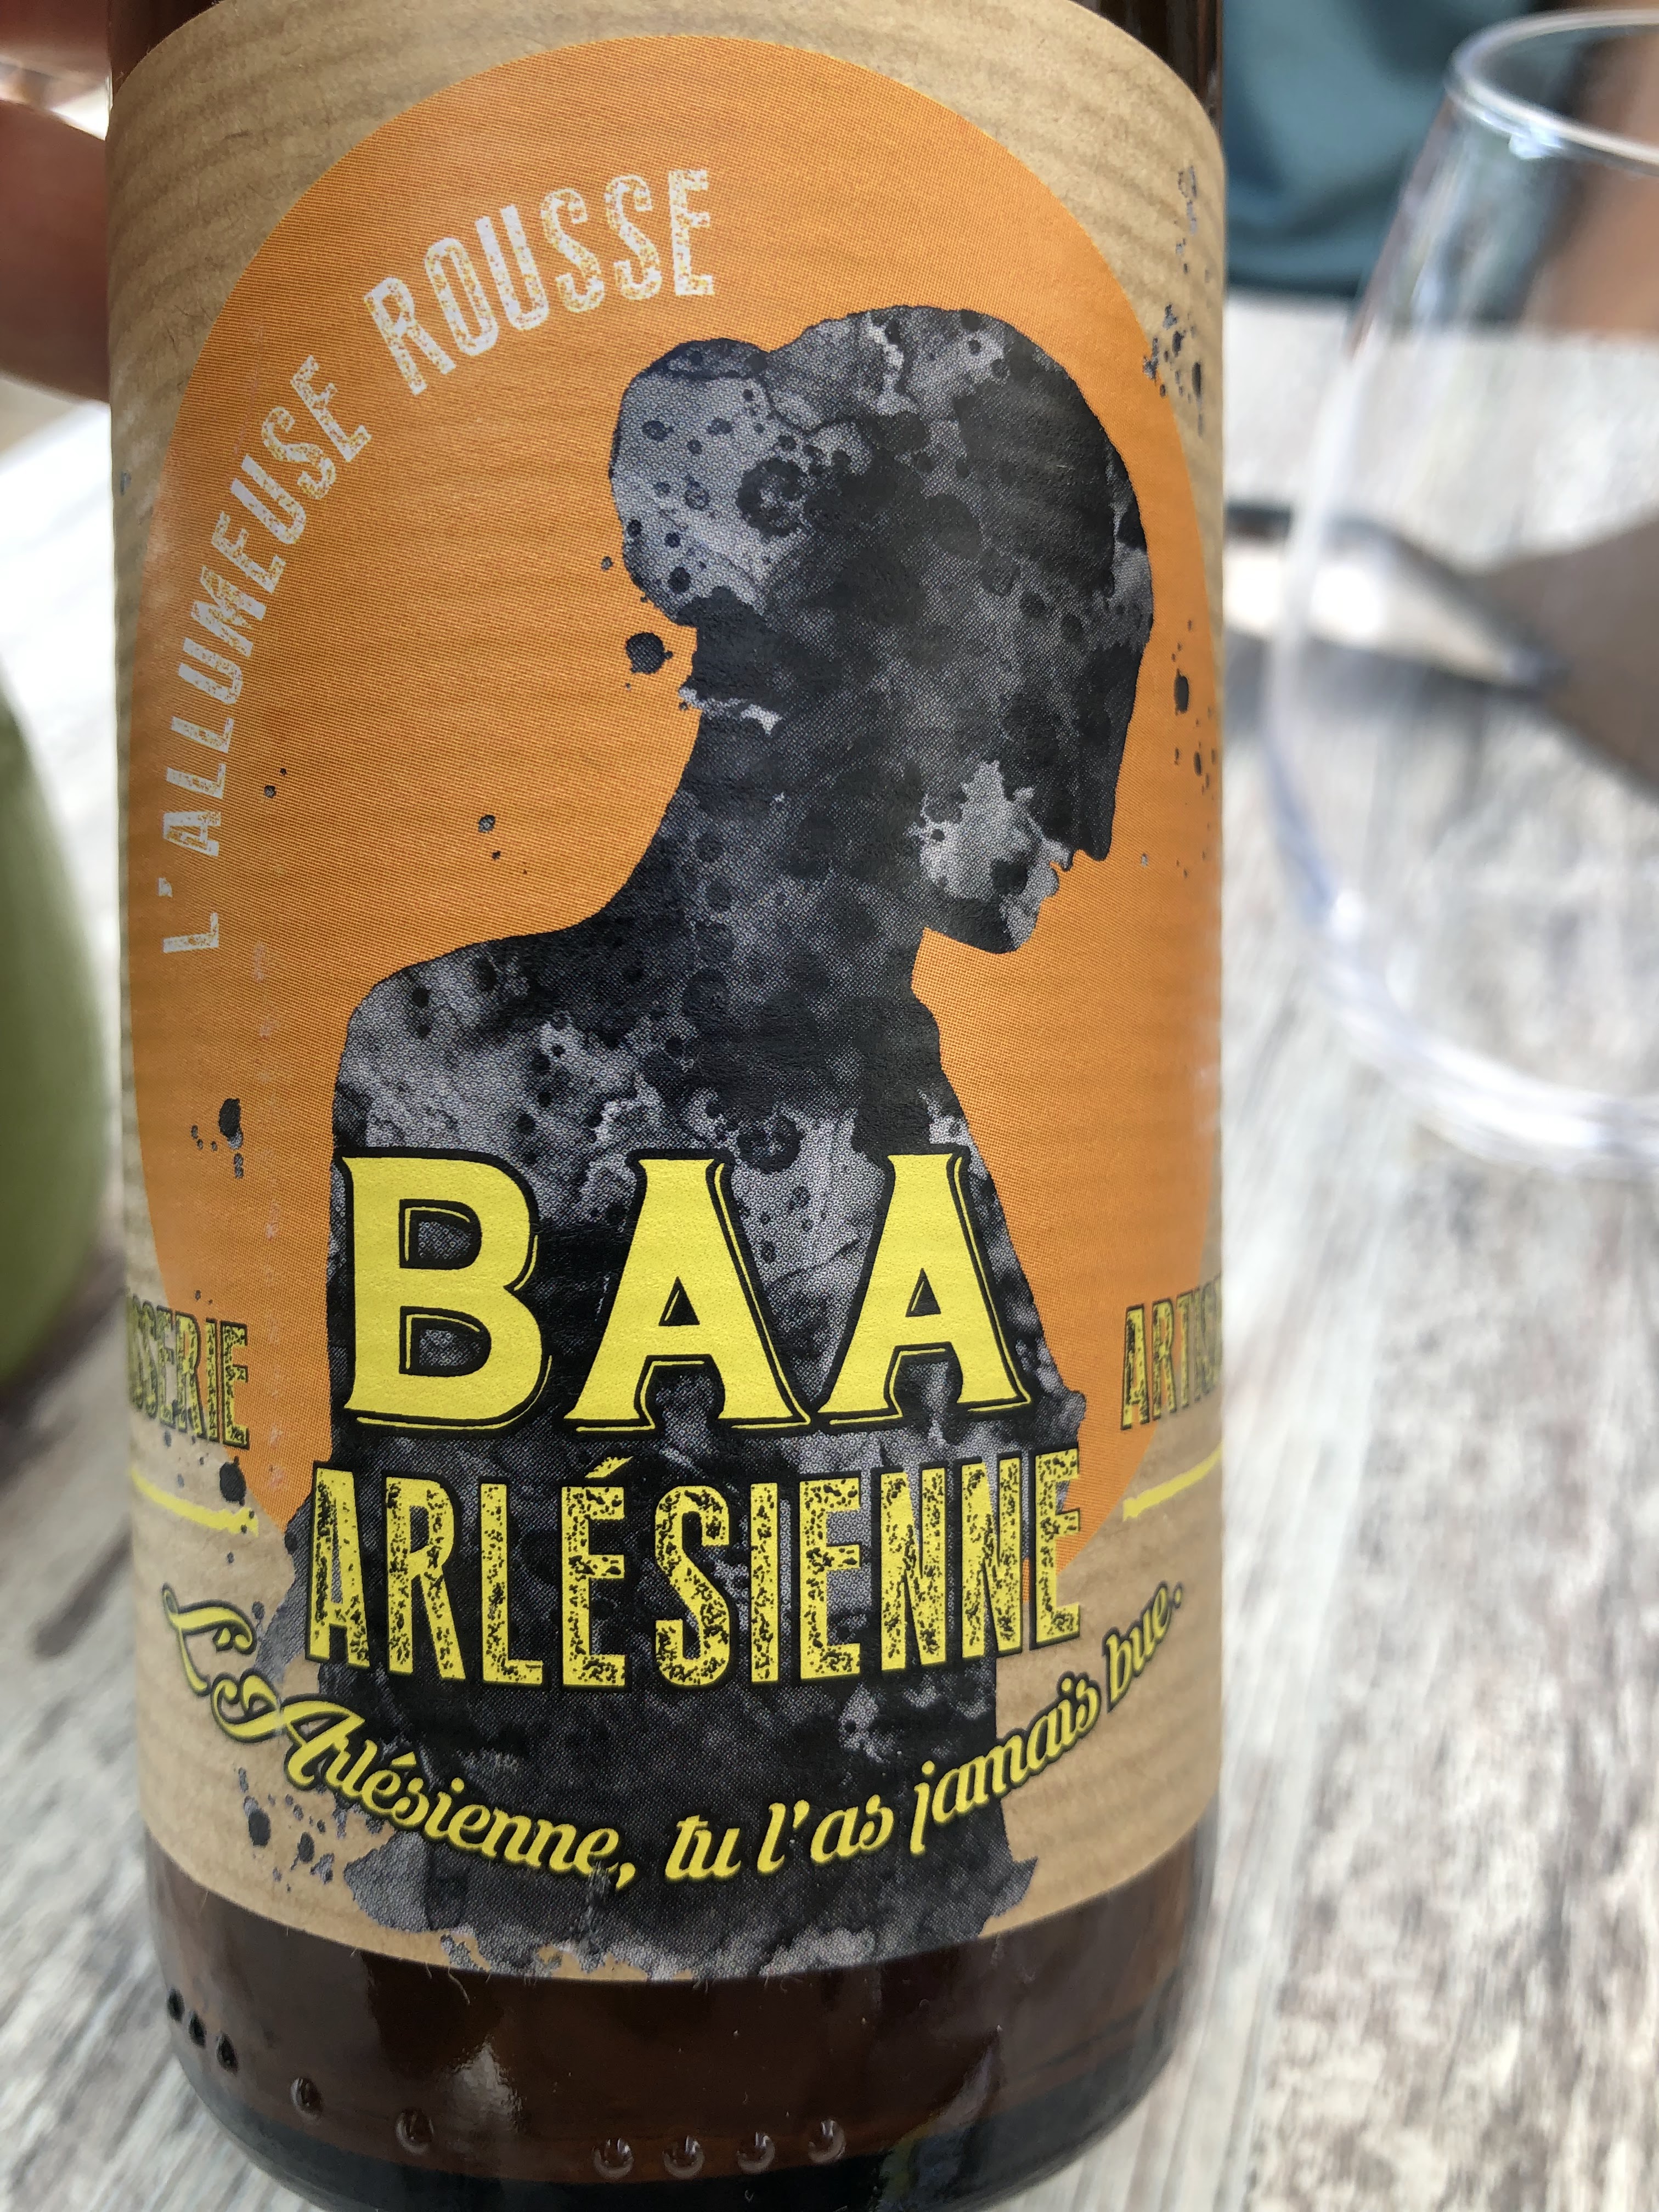 L'ALLUMEUSE ROUSSE
BAA
ARLÉSIENNE
L'Arlésienne, tu l'as jamais bue.